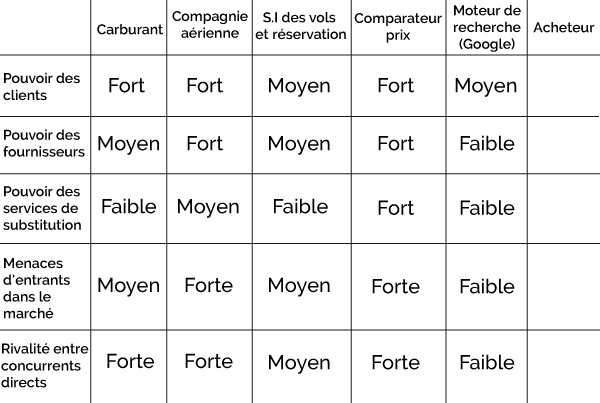 Carburant
Compagnie
aérienne
S.I des vols
et réservation
Comparateur
prix
Moteur de
recherche
(Google)
Acheteur
Pouvoir des
clients
Fort
Fort
Moyen
Fort
Moyen
Pouvoir des
fournisseurs
Moyen
Fort
Moyen
Fort
Faible
Pouvoir des
services de
substitution
Faible
Moyen
Faible
Fort
Faible
Menaces
d'entrants
dans le
marché
Moyen
Forte
Moyen
Forte
Faible
Rivalité entre
concurrents
directs
Forte
Forte
Moyen
Forte
Faible